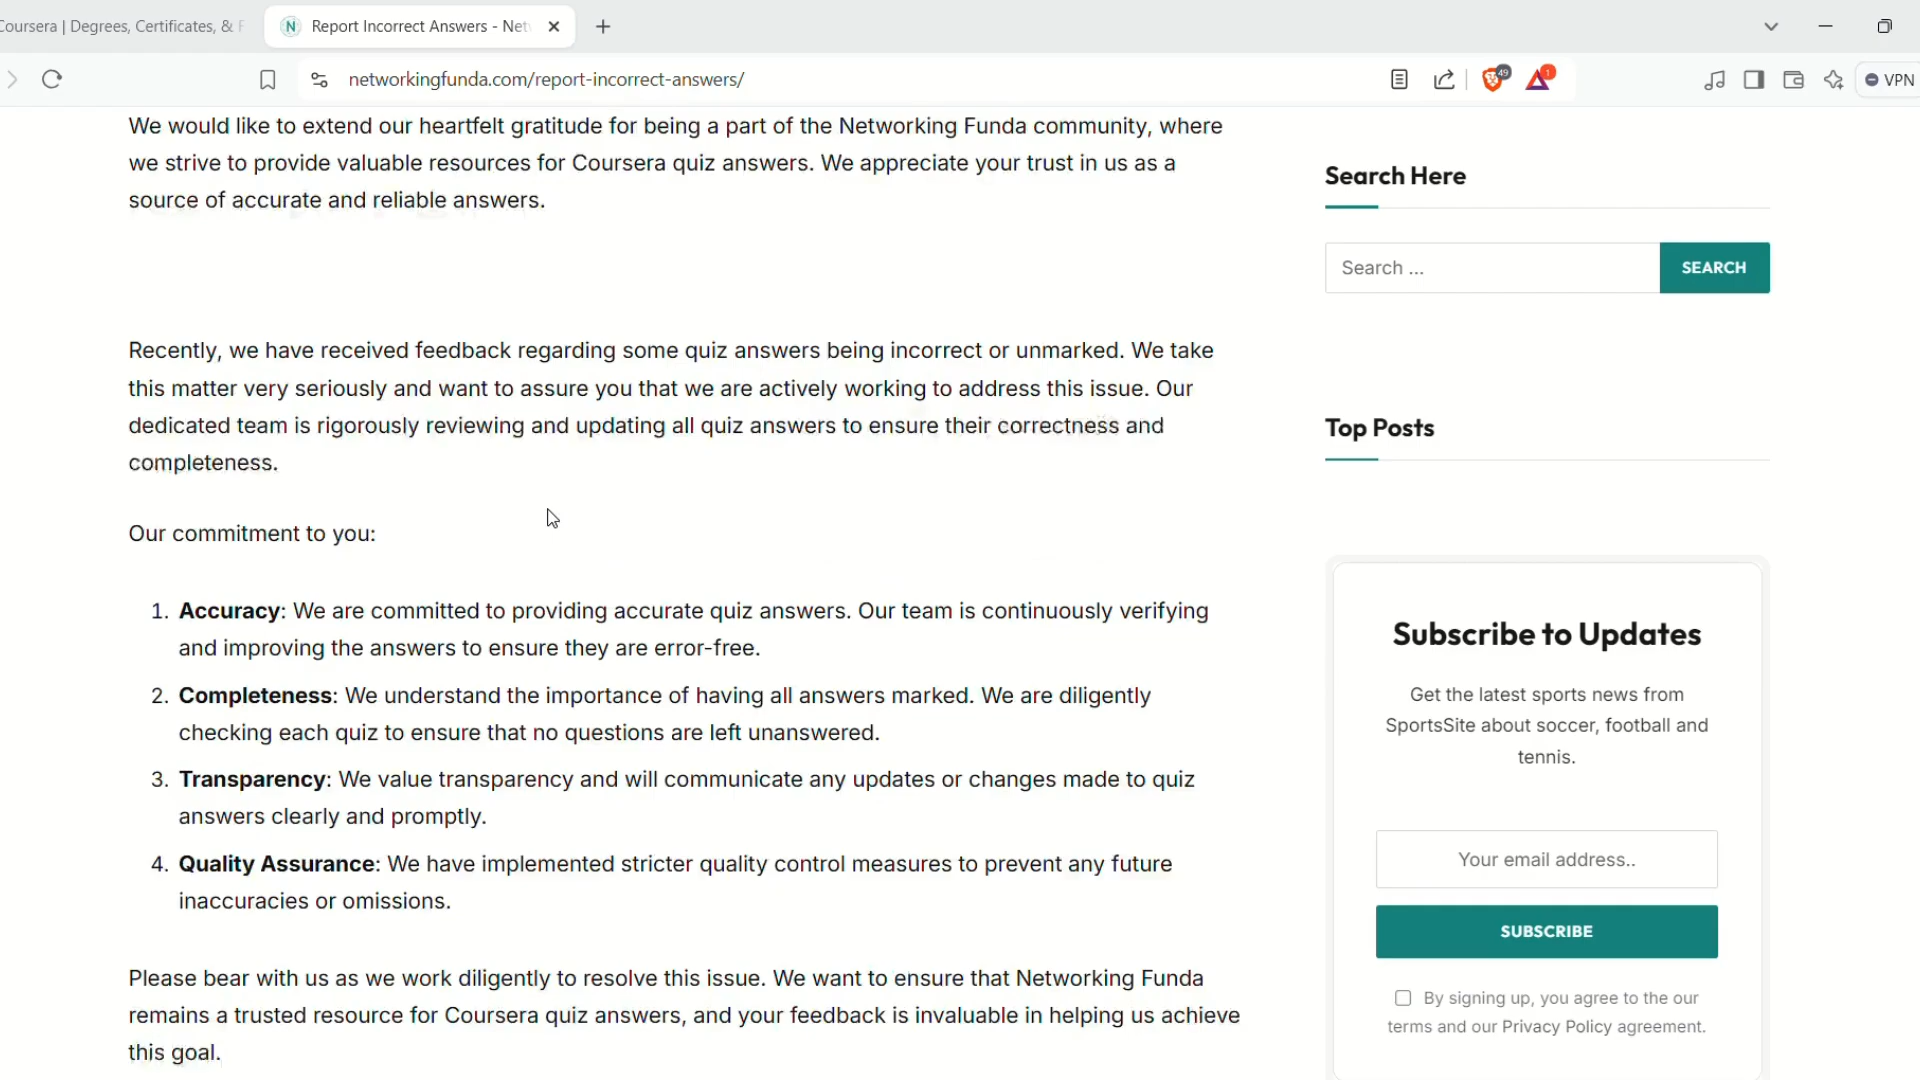 Coursera | Degrees, Certificates, &
Report Incorrect Answers - Net
networkingfunda.com/report-incorrect-answers/
49
1
VPN
We would like to extend our heartfelt gratitude for being a part of the Networking Funda community, where
we strive to provide valuable resources for Coursera quiz answers. We appreciate your trust in us as a
source of accurate and reliable answers.
Recently, we have received feedback regarding some quiz answers being incorrect or unmarked. We take
this matter very seriously and want to assure you that we are actively working to address this issue. Our
dedicated team is rigorously reviewing and updating all quiz answers to ensure their correctness and
completeness.
Our commitment to you:
1. Accuracy: We are committed to providing accurate quiz answers. Our team is continuously verifying
and improving the answers to ensure they are error-free.
2. Completeness: We understand the importance of having all answers marked. We are diligently
checking each quiz to ensure that no questions are left unanswered.
3. Transparency: We value transparency and will communicate any updates or changes made to quiz
answers clearly and promptly.
4. Quality Assurance: We have implemented stricter quality control measures to prevent any future
inaccuracies or omissions.
Please bear with us as we work diligently to resolve this issue. We want to ensure that Networking Funda
remains a trusted resource for Coursera quiz answers, and your feedback is invaluable in helping us achieve
this goal.
Search Here
Search ...
SEARCH
Top Posts
Subscribe to Updates
Get the latest sports news from
SportsSite about soccer, football and
tennis.
Your email address..
SUBSCRIBE
By signing up, you agree to the our
terms and our Privacy Policy agreement.